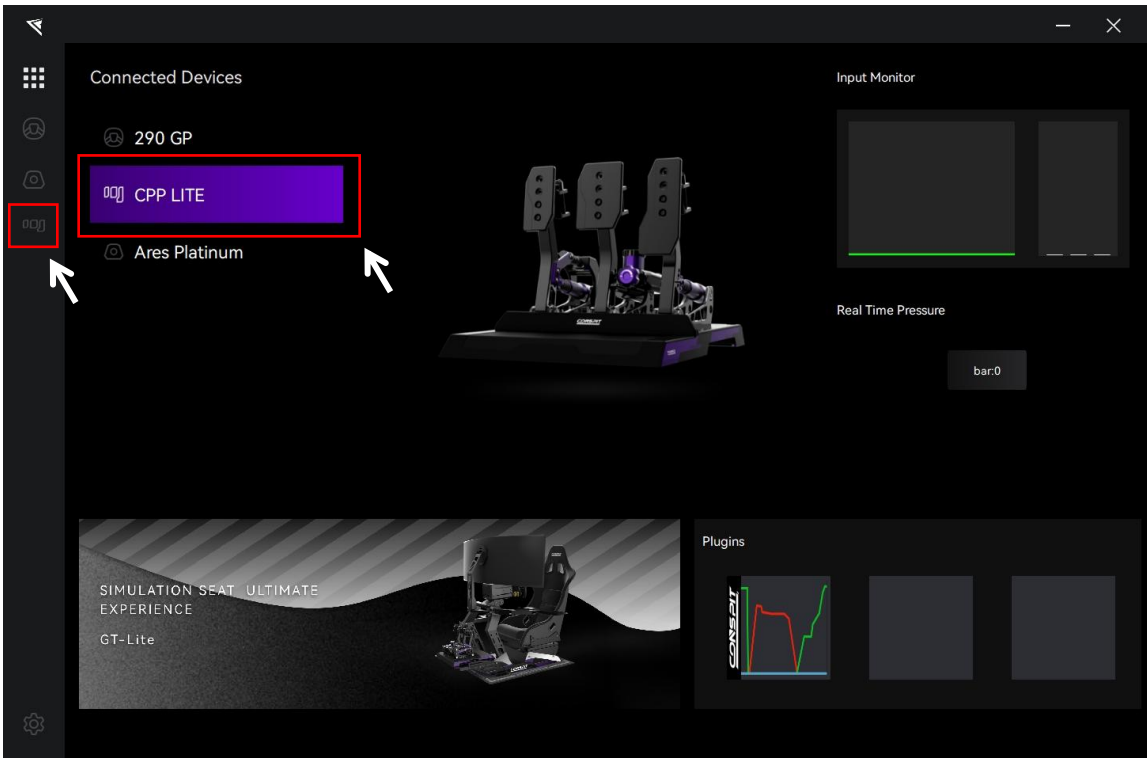 Connected Devices
290 GP
CPP LITE
Ares Platinum
Input Monitor
Real Time Pressure
bar:0
CONSPIT
SIMULATION SEAT ULTIMATE
EXPERIENCE
GT-Lite
Plugins
CONSPIT